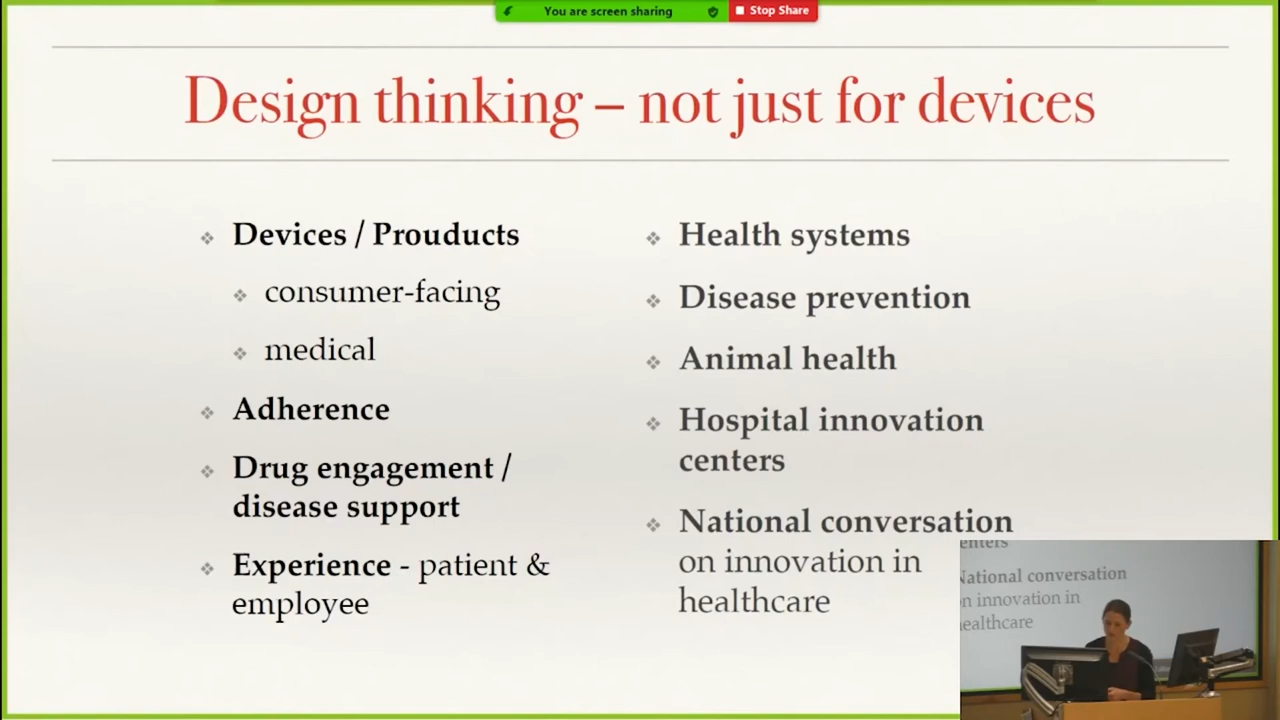 You are screen sharing
Stop Share
Design thinking – not just for devices
Devices / Prouducts
consumer-facing
medical
Adherence
Drug engagement /
disease support
Experience - patient &
employee
Health systems
Disease prevention
Animal health
Hospital innovation
centers
National conversation
on innovation in
healthcare
enters
National conversation
on innovation in
ealthcare